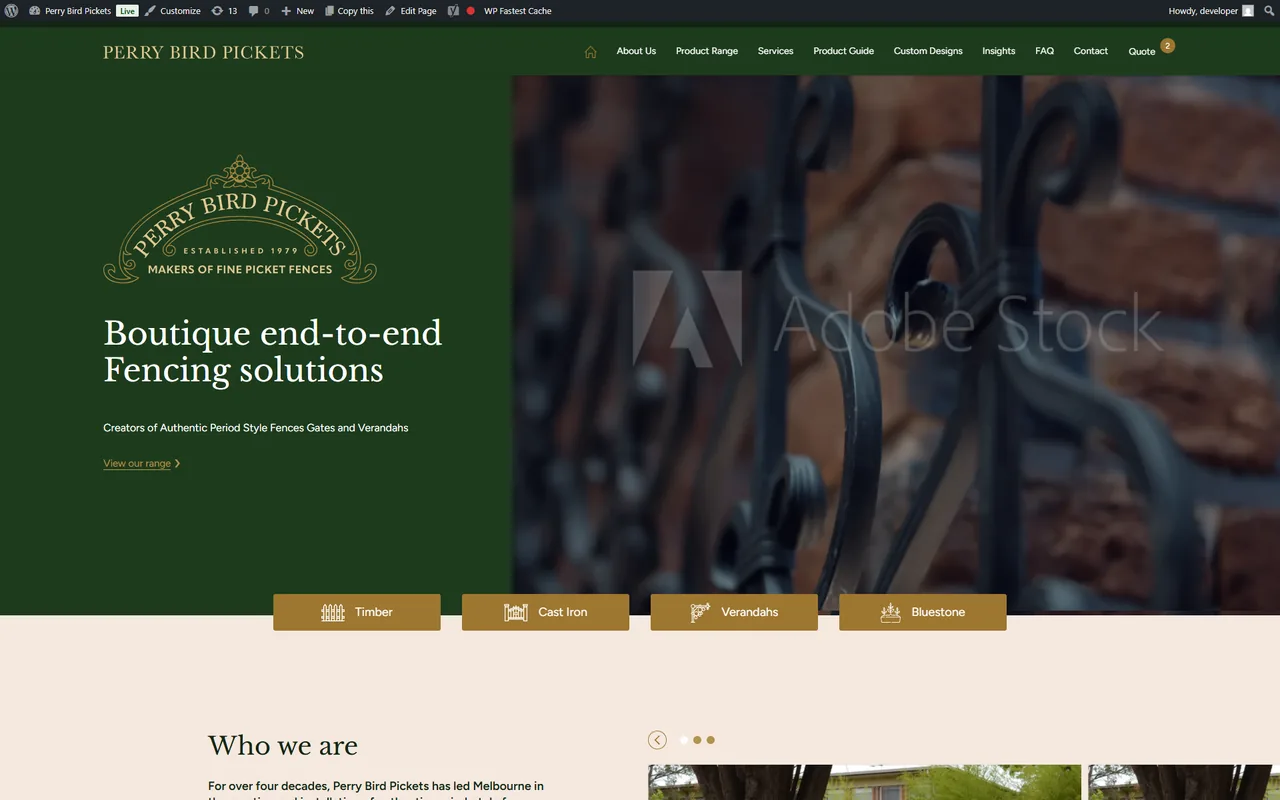 Perry Bird Pickets Live Customize 13 0 New Copy this Edit Page WP Fastest Cache Howdy, developer
PERRY BIRD PICKETS
About Us Product Range Services Product Guide Custom Designs Insights FAQ Contact Quote 2
PERRY BIRD PICKETS
ESTABLISHED 1979
MAKERS OF FINE PICKET FENCES
Adobe Stock
Boutique end-to-end
Fencing solutions
Creators of Authentic Period Style Fences Gates and Verandahs
View our range
Timber Cast Iron Verandahs Bluestone
Who we are
For over four decades, Perry Bird Pickets has led Melbourne in